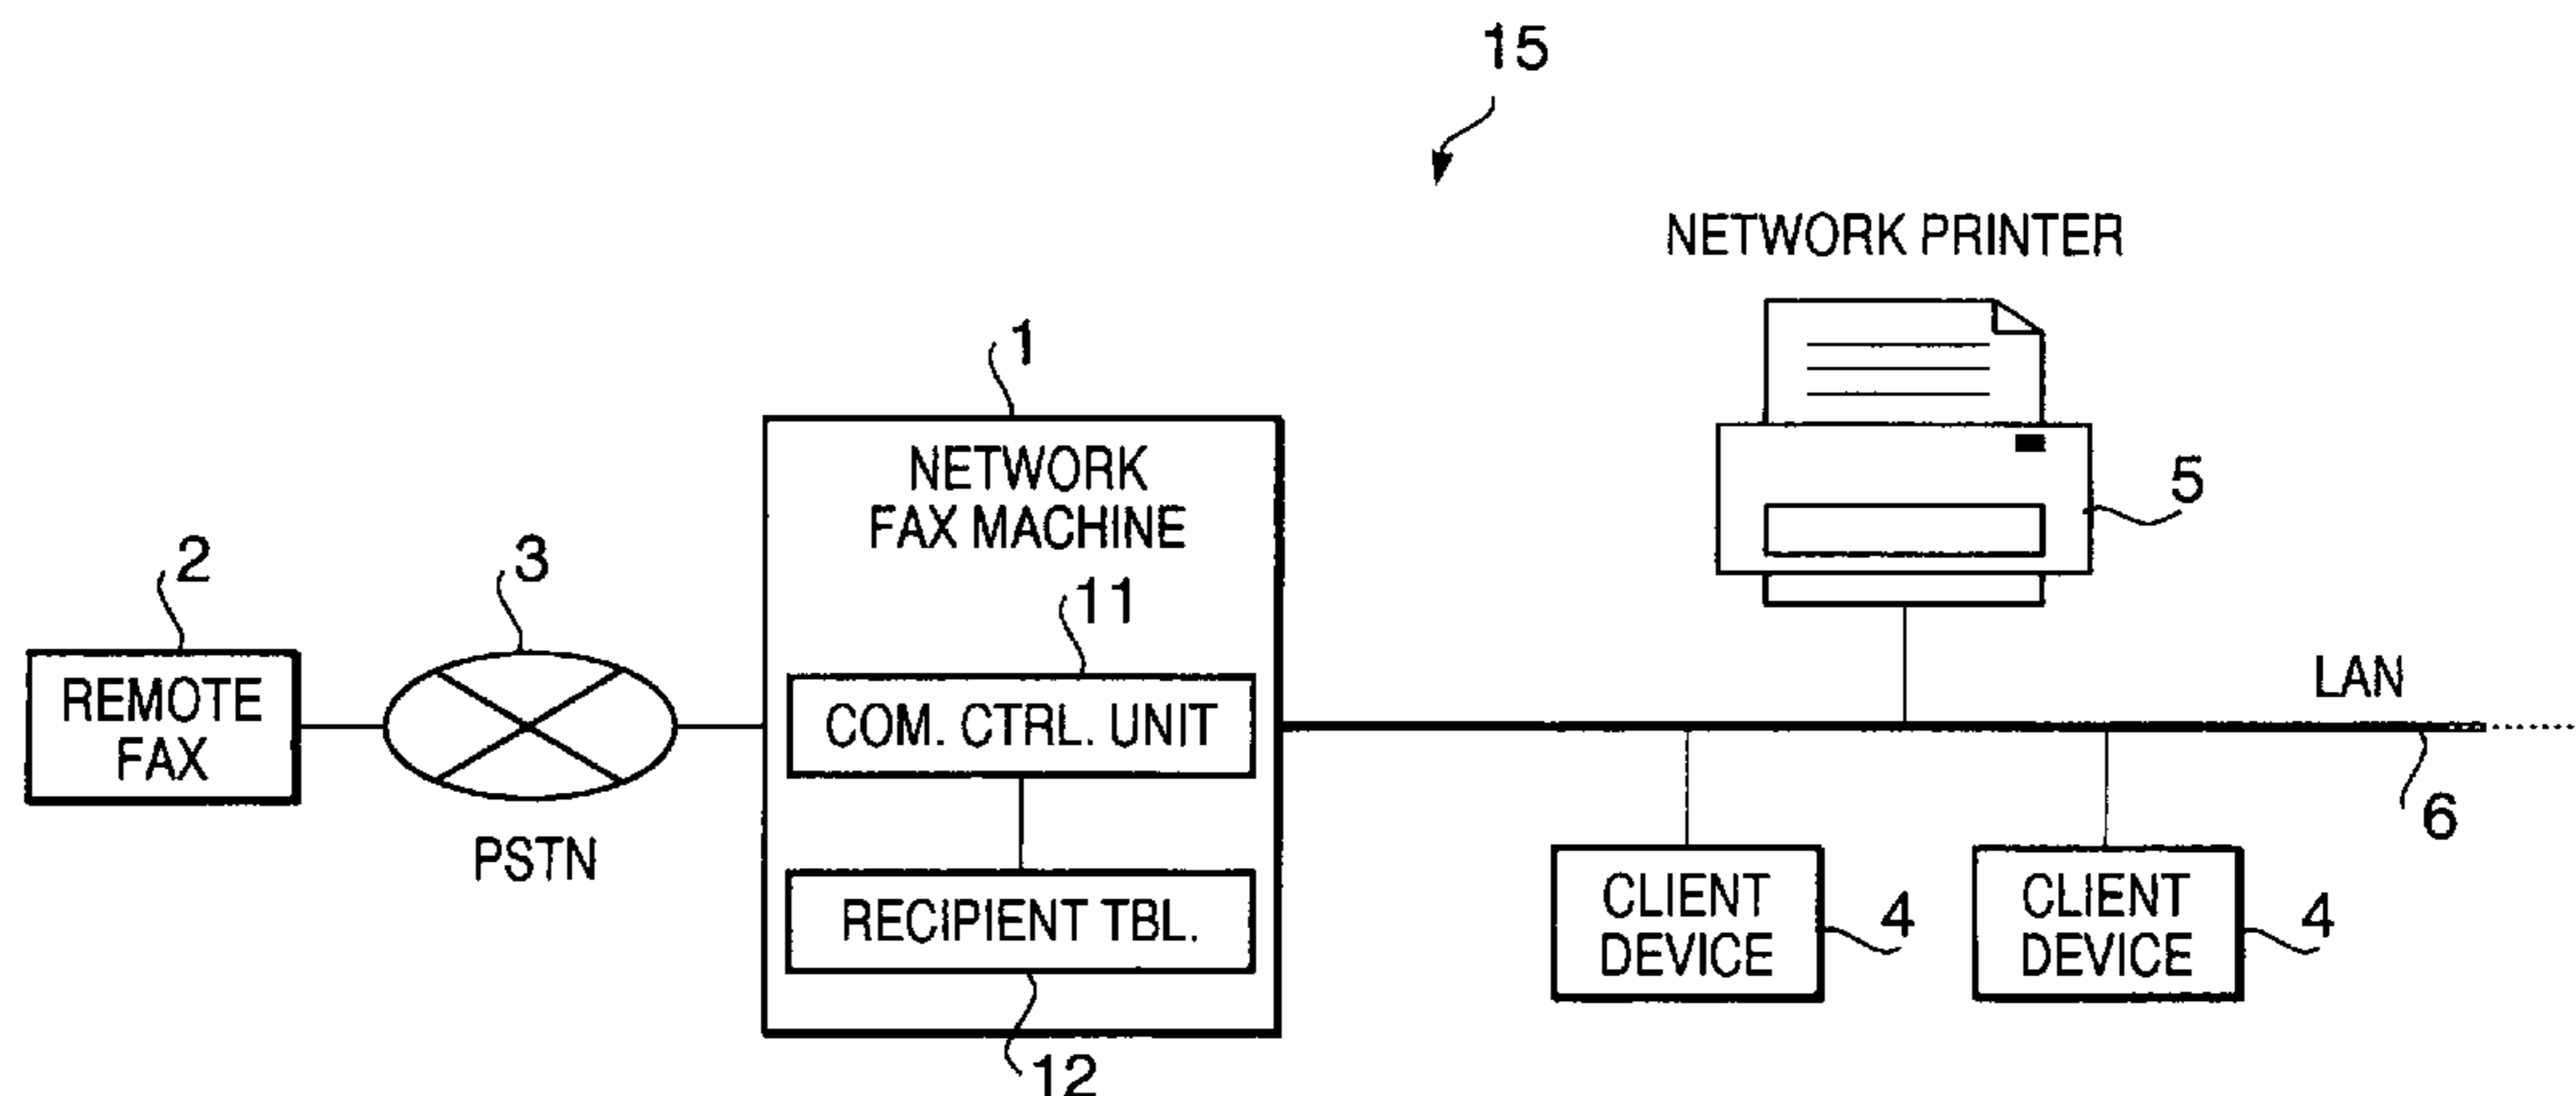 15
NETWORK PRINTER
1
NETWORK
FAX MACHINE
5
2
3
11
REMOTE
FAX
COM. CTRL. UNIT
LAN
PSTN
6
RECIPIENT TBL.
CLIENT
DEVICE
4
CLIENT
DEVICE
4
12